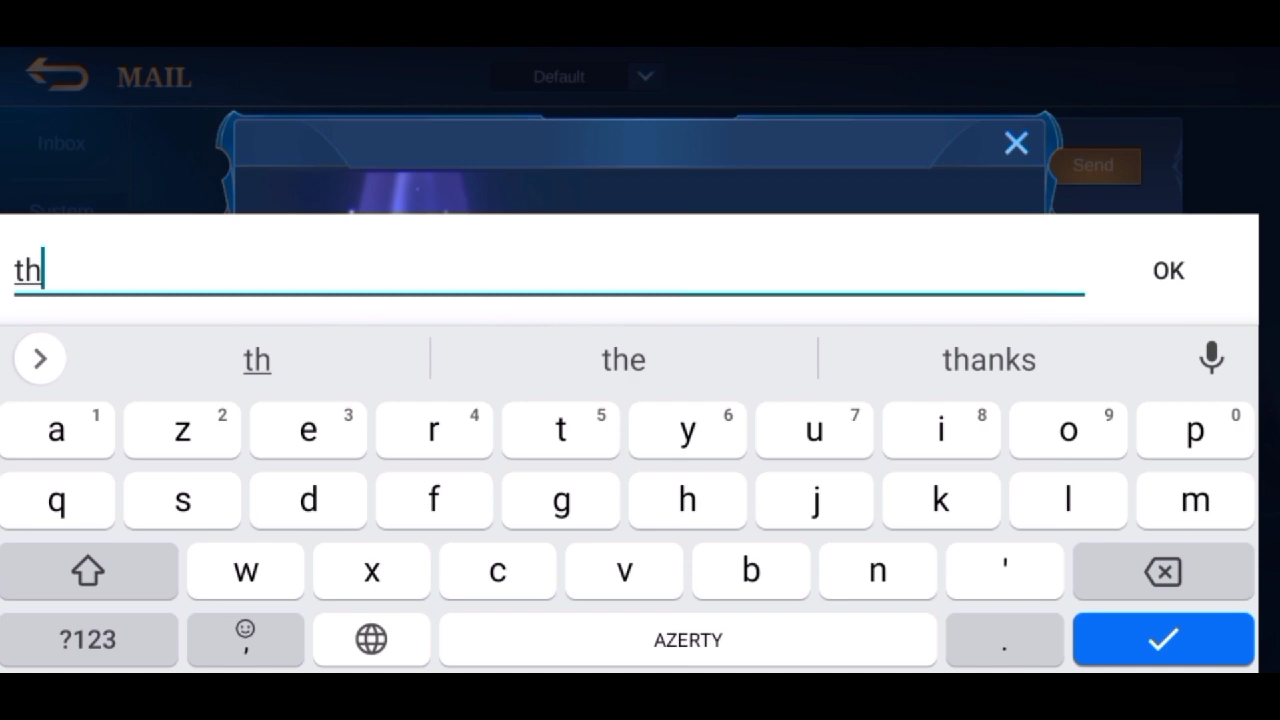 MAIL
Default
Inbox
Send
System
th
OK
th the thanks
a 1 z 2 e 3 r 4 t 5 y 6 u 7 i 8 o 9 p 0
q s d f g h j k l m
w x c v b n '
?123 , AZERTY .